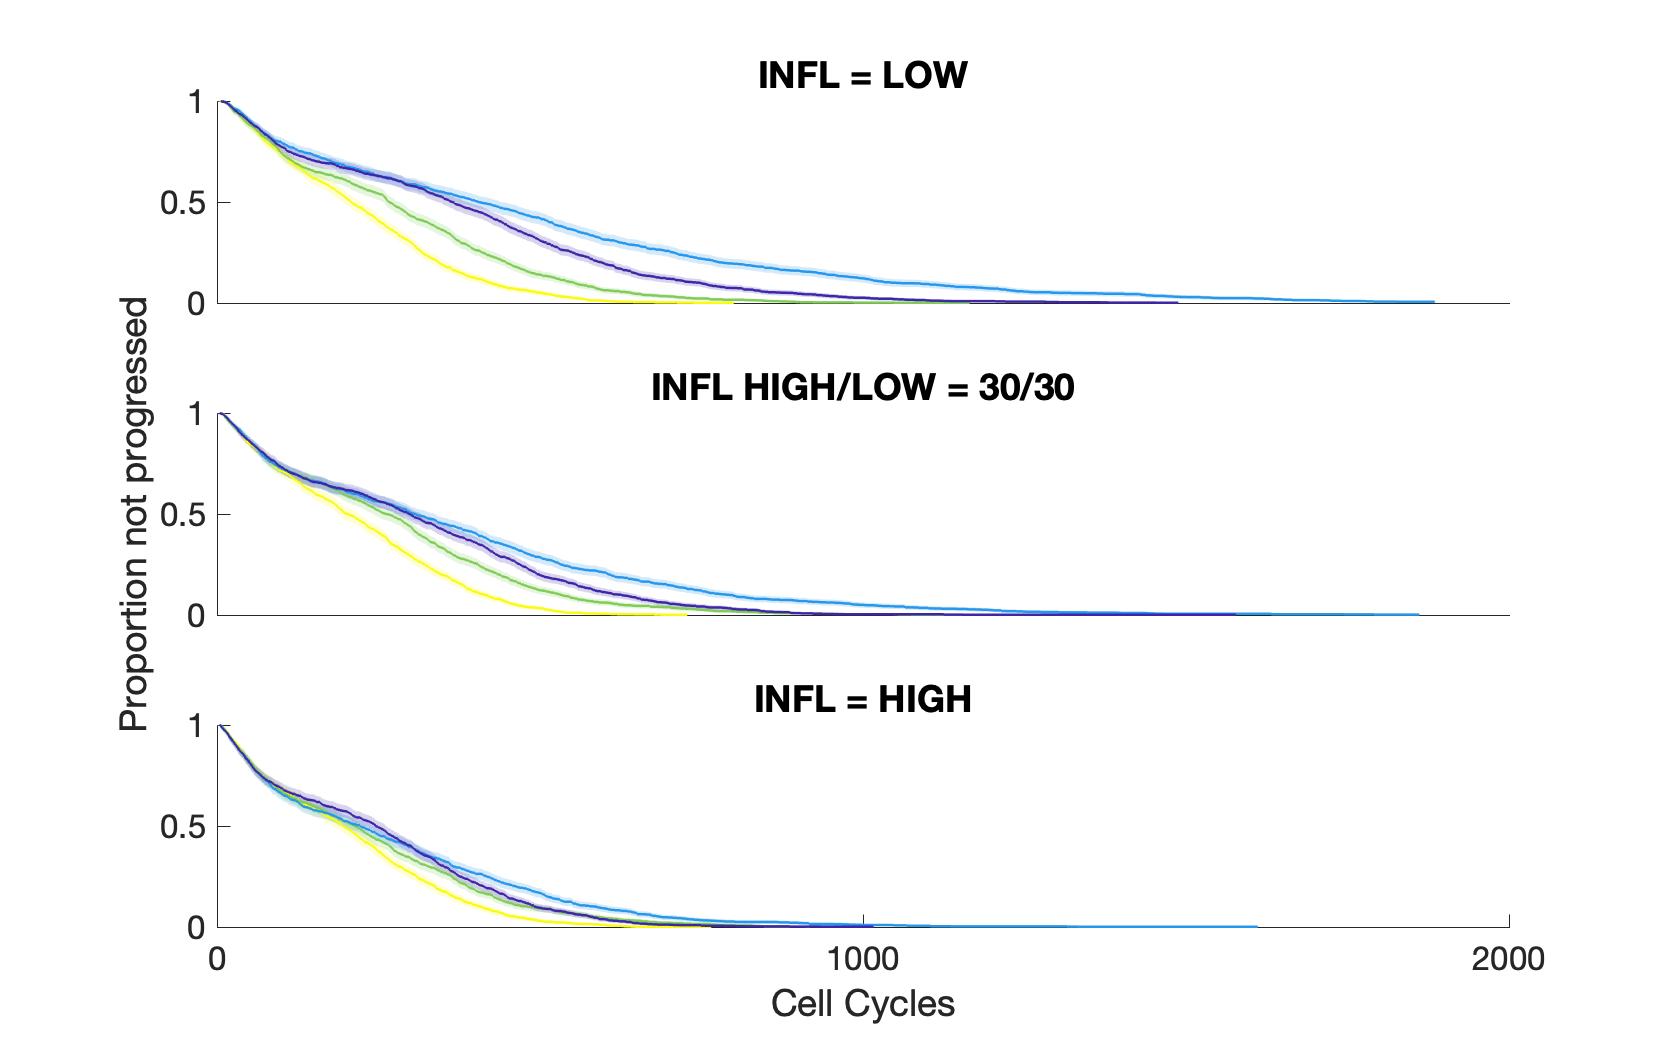 INFL = LOW
1
0.5
0
INFL HIGH/LOW = 30/30
1
0.5
0
Proportion not progressed
INFL = HIGH
1
0.5
0
0 1000 2000
Cell Cycles